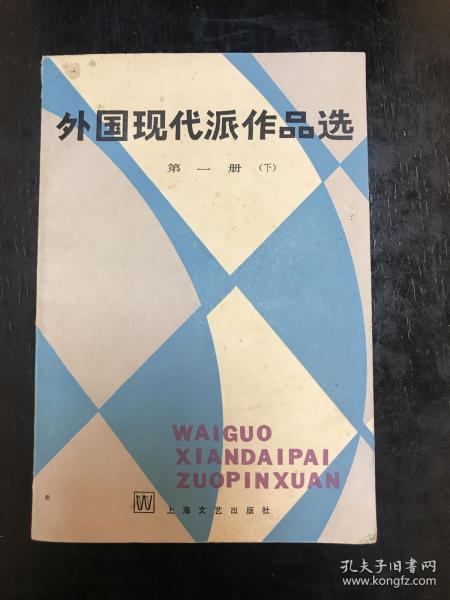 外国现代派作品选
第一册（下）
WAIGUO
XIANDAIPAI
ZUOPINXUAN
W 上海文艺出版社
孔夫子旧书网
www.kongfz.com